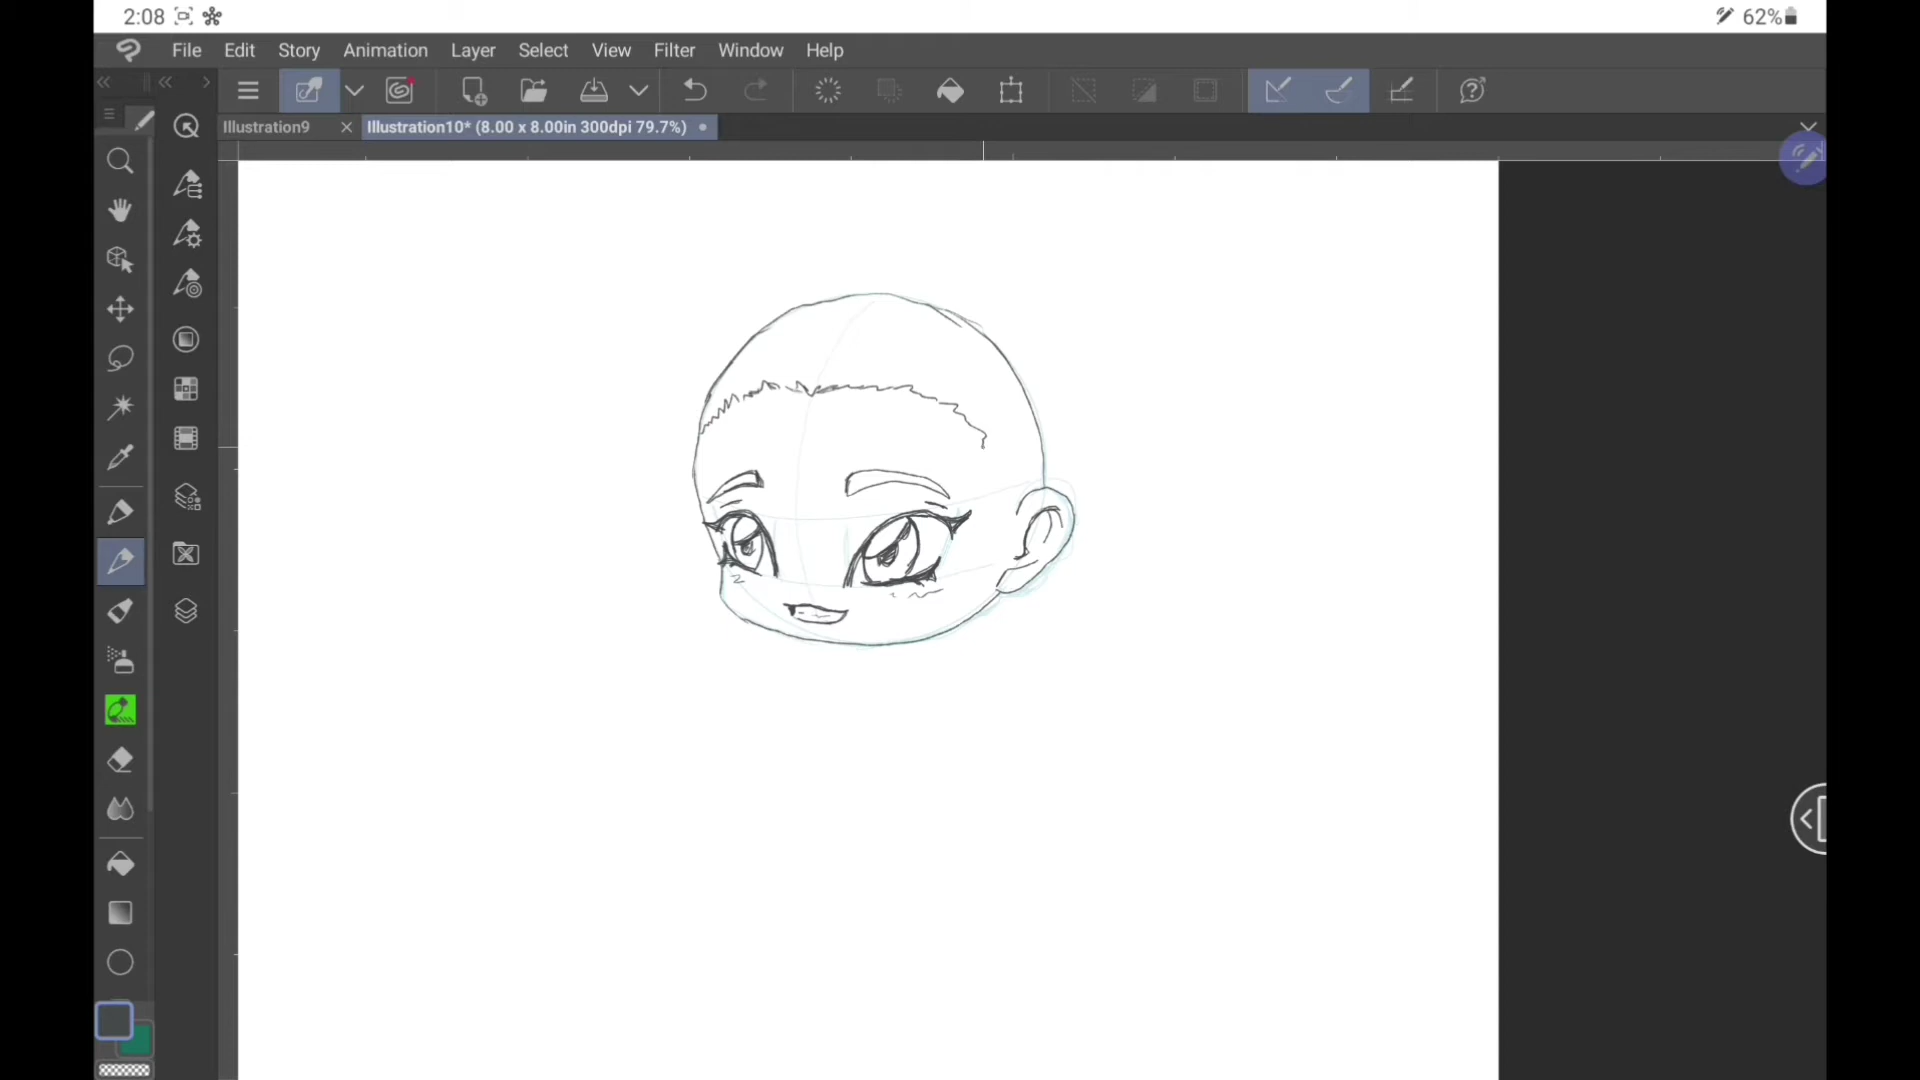 2:08 62%
File Edit Story Animation Layer Select View Filter Window Help
Illustration9 Illustration10* (8.00 x 8.00in 300dpi 79.7%)